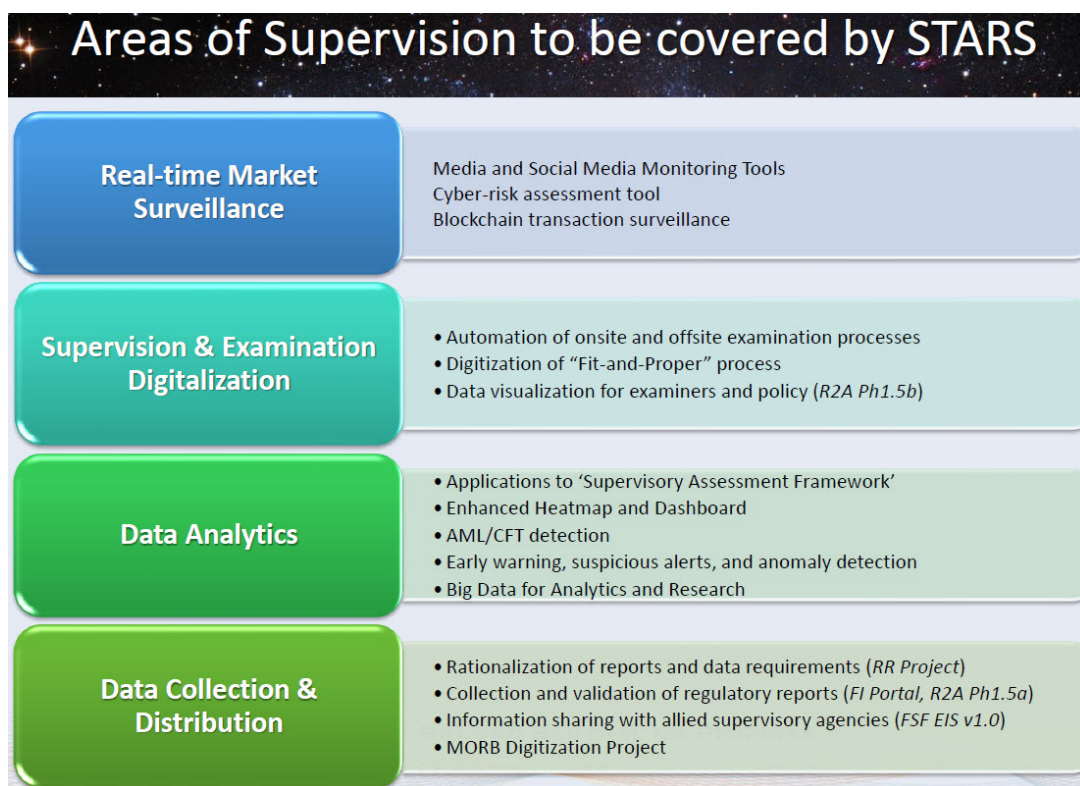 Areas of Supervision to be covered by STARS
Real-time Market
Surveillance
Media and Social Media Monitoring Tools
Cyber-risk assessment tool
Blockchain transaction surveillance
Supervision & Examination
Digitalization
• Automation of onsite and offsite examination processes
• Digitization of “Fit-and-Proper” process
• Data visualization for examiners and policy (R2A Ph1.5b)
Data Analytics
• Applications to ‘Supervisory Assessment Framework’
• Enhanced Heatmap and Dashboard
• AML/CFT detection
• Early warning, suspicious alerts, and anomaly detection
• Big Data for Analytics and Research
Data Collection &
Distribution
• Rationalization of reports and data requirements (RR Project)
• Collection and validation of regulatory reports (FI Portal, R2A Ph1.5a)
• Information sharing with allied supervisory agencies (FSF EIS v1.0)
• MORB Digitization Project